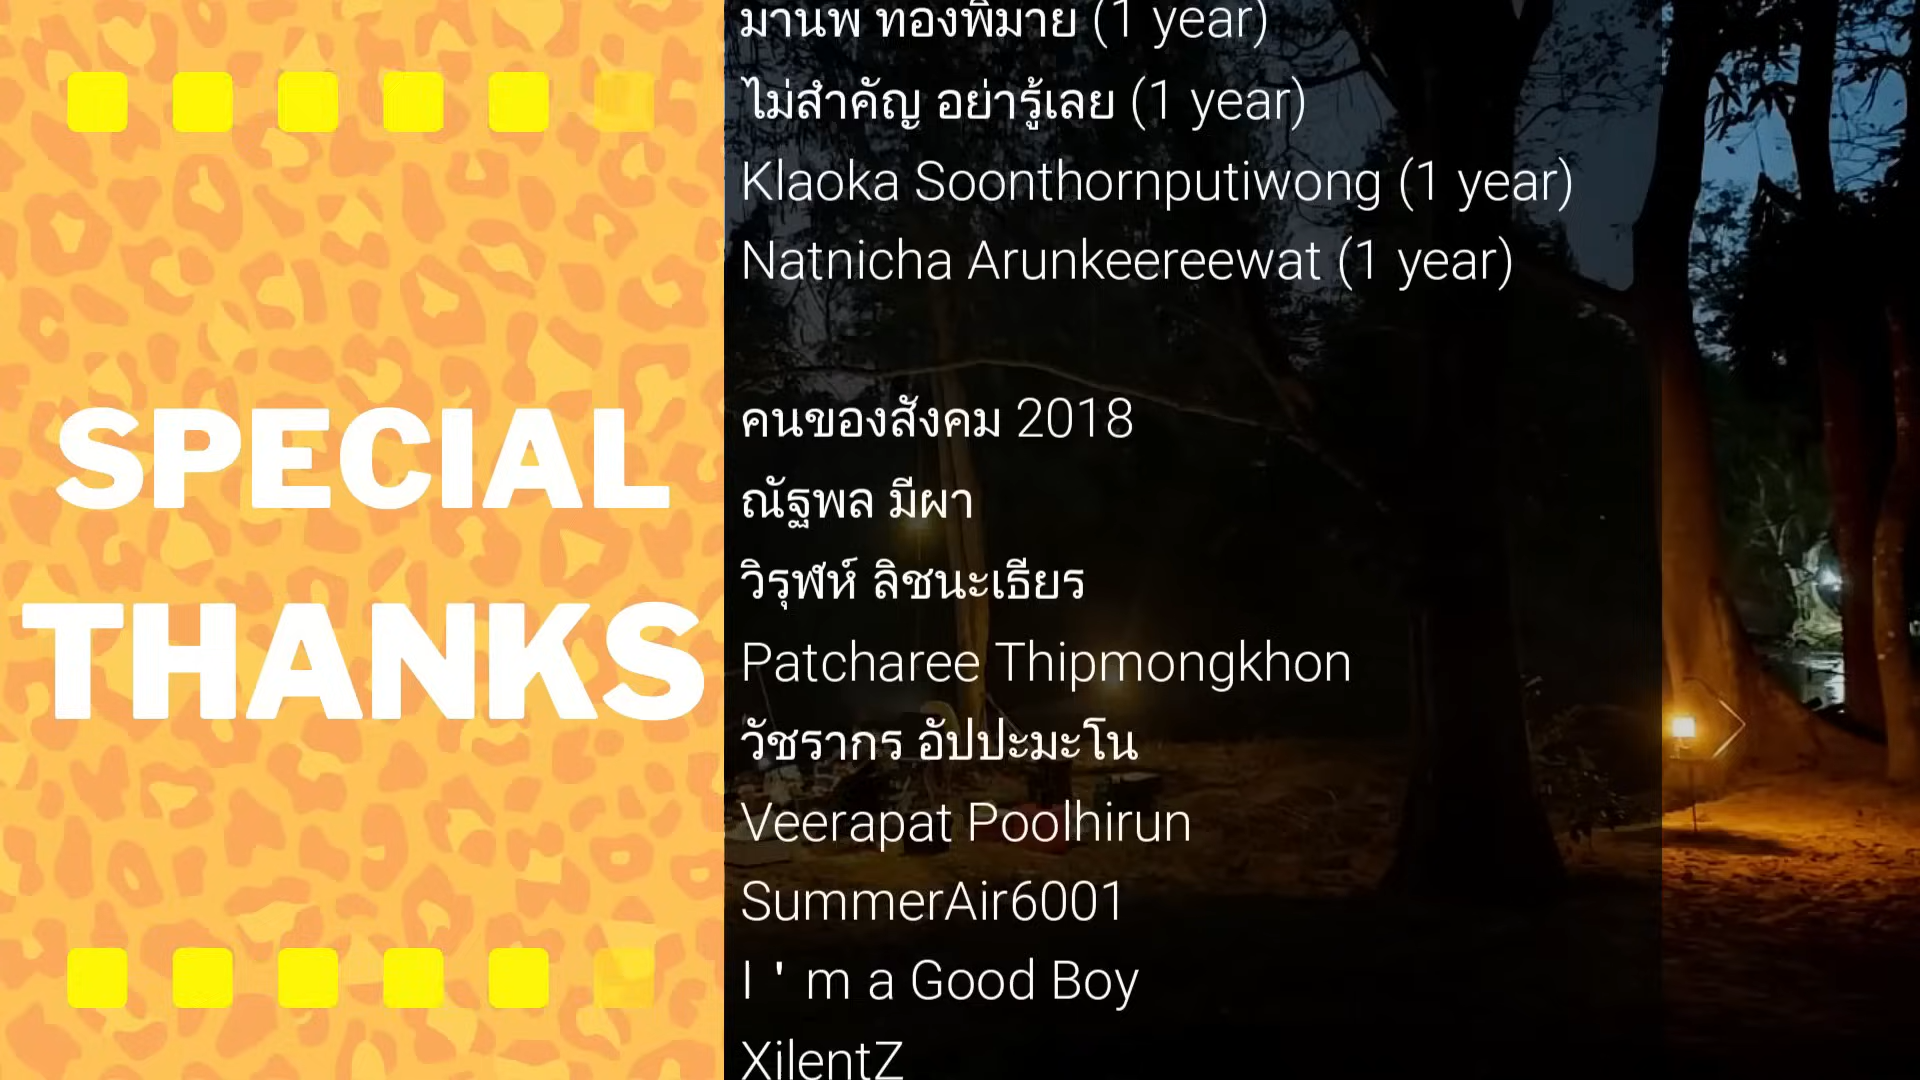 SPECIAL
THANKS
มานพ ทองพิมาย (1 year)
ไม่สำคัญ อย่ารู้เลย (1 year)
Klaoka Soonthornputiwong (1 year)
Natnicha Arunkeereewat (1 year)
คนของสังคม 2018
ณัฐพล มีผา
วิรุฬห์ ลิชนะเธียร
Patcharee Thipmongkhon
วัชรากร อัปปะมะโน
Veerapat Poolhirun
SummerAir6001
I ' m a Good Boy
XilentZ